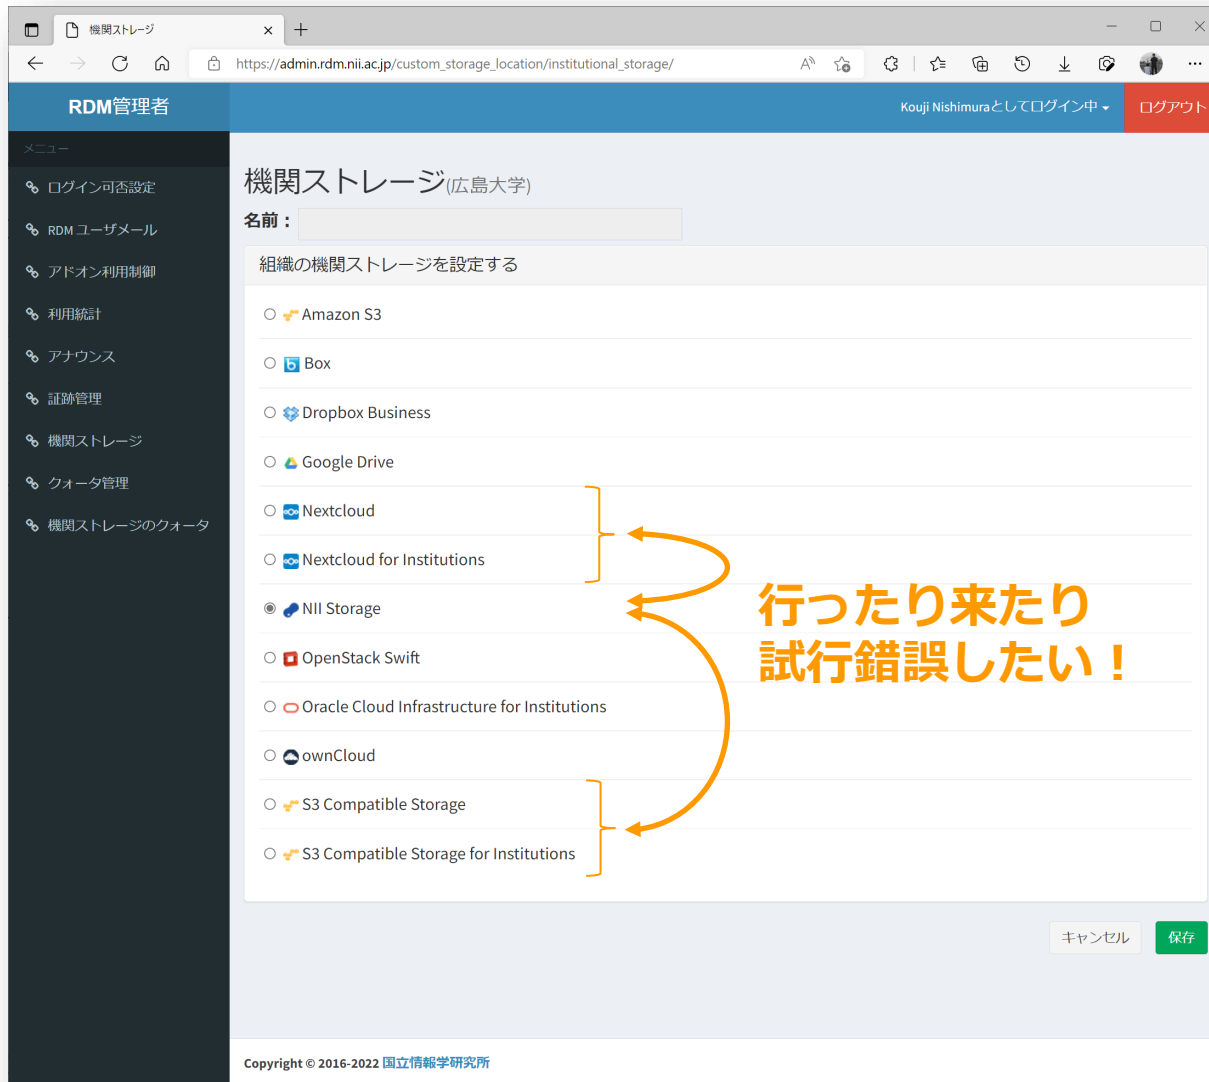 機関ストレージ
https://admin.rdm.nii.ac.jp/custom_storage_location/institutional_storage/
RDM管理者
Kouji Nishimuraとしてログイン中
ログアウト
メニュー
ログイン可否設定
RDM ユーザメール
アドオン利用制御
利用統計
アナウンス
証跡管理
機関ストレージ
クォータ管理
機関ストレージのクォータ
機関ストレージ(広島大学)
名前：
組織の機関ストレージを設定する
Amazon S3
Box
Dropbox Business
Google Drive
Nextcloud
Nextcloud for Institutions
NII Storage
OpenStack Swift
Oracle Cloud Infrastructure for Institutions
ownCloud
S3 Compatible Storage
S3 Compatible Storage for Institutions
行ったり来たり
試行錯誤したい！
キャンセル
保存
Copyright © 2016-2022 国立情報学研究所